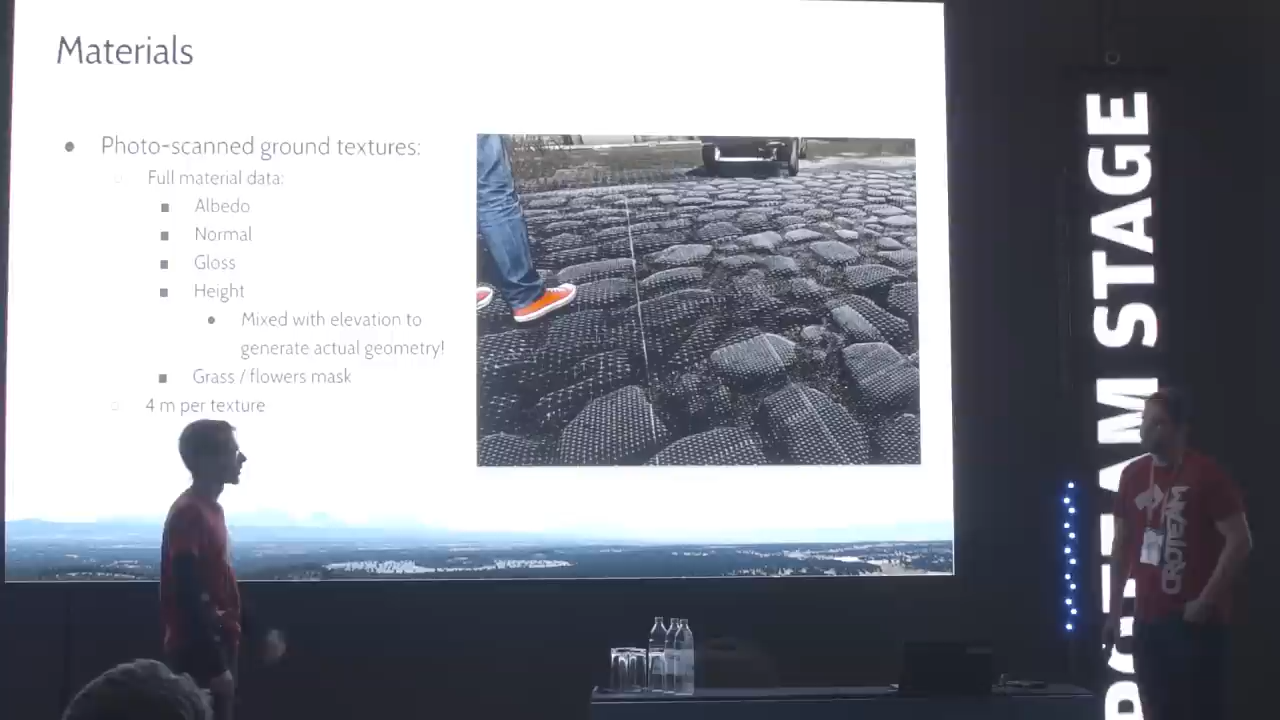 Materials
Photo-scanned ground textures:
Full material data:
Albedo
Normal
Gloss
Height
Mixed with elevation to
generate actual geometry!
Grass / flowers mask
4 m per texture
STAGE